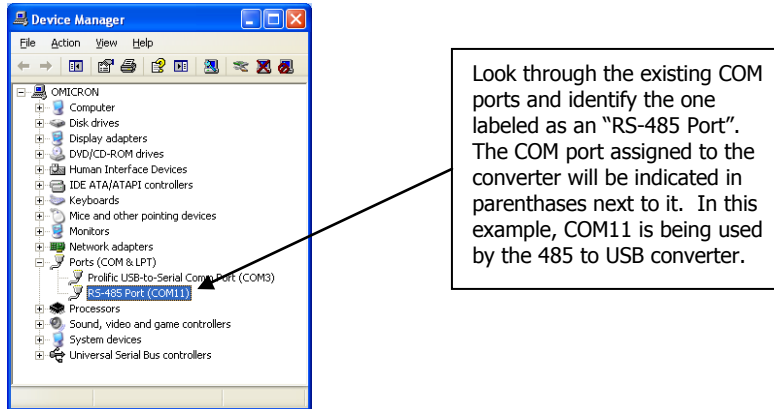 Device Manager
File Action View Help
OMICRON
Computer
Disk drives
Display adapters
DVD/CD-ROM drives
Human Interface Devices
IDE ATA/ATAPI controllers
Keyboards
Mice and other pointing devices
Monitors
Network adapters
Ports (COM & LPT)
Prolific USB-to-Serial Comm Port (COM3)
RS-485 Port (COM11)
Processors
Sound, video and game controllers
System devices
Universal Serial Bus controllers
Look through the existing COM
ports and identify the one
labeled as an “RS-485 Port”.
The COM port assigned to the
converter will be indicated in
parentheses next to it. In this
example, COM11 is being used
by the 485 to USB converter.